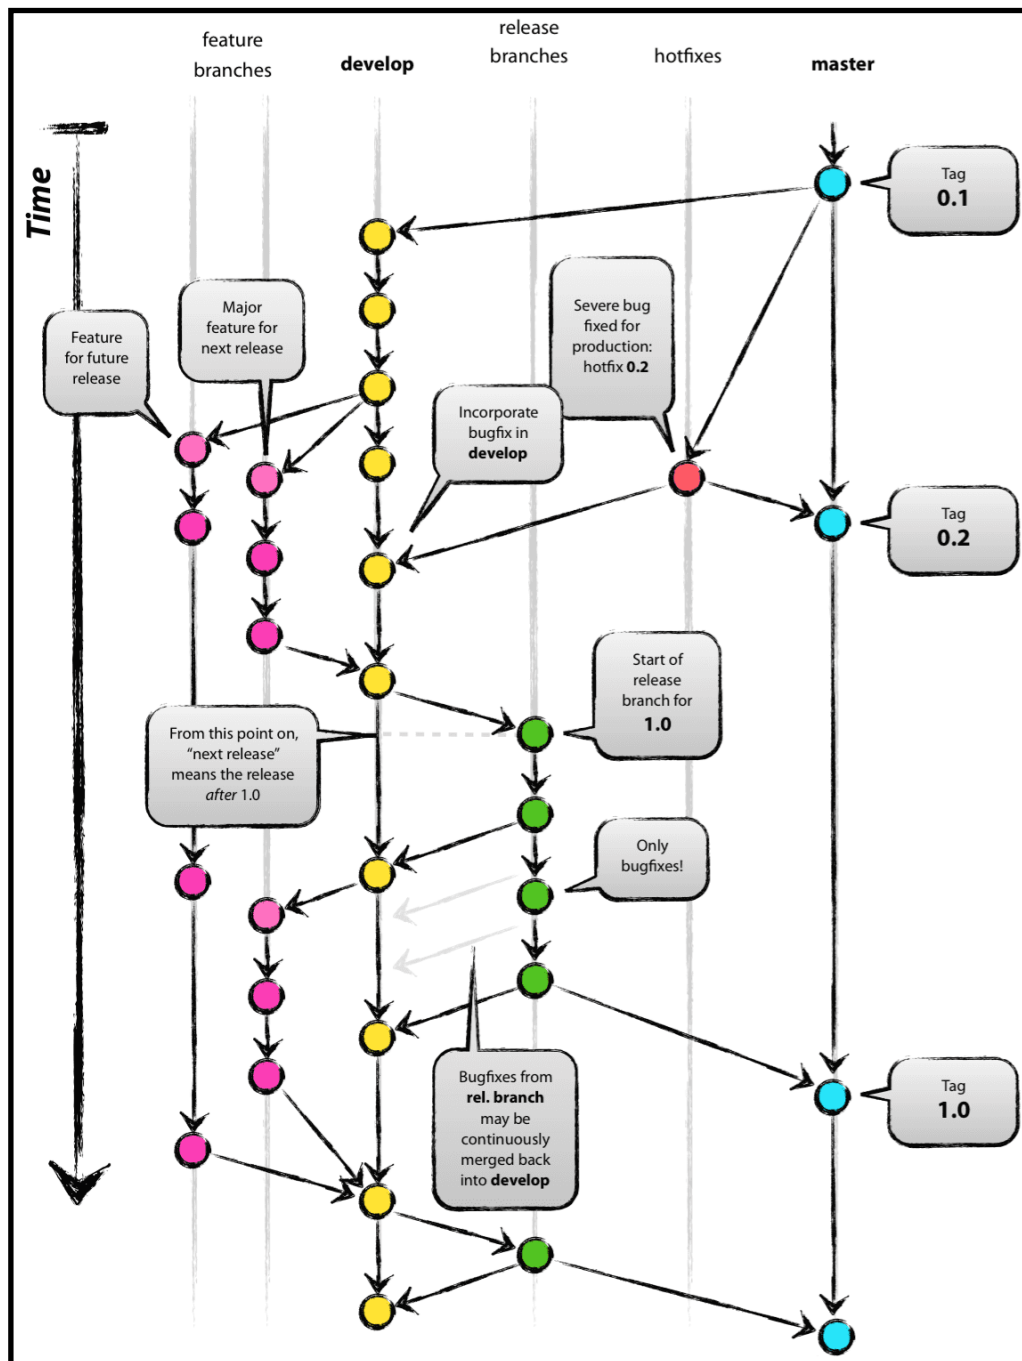 feature
branches
develop
release
branches
hotfixes
master
Time
Tag
0.1
Severe bug
fixed for
production:
hotfix 0.2
Major
feature for
next release
Feature
for future
release
Incorporate
bugfix in
develop
Tag
0.2
Start of
release
branch for
1.0
From this point on,
“next release”
means the release
after 1.0
Only
bugfixes!
Bugfixes from
rel. branch
may be
continuously
merged back
into develop
Tag
1.0